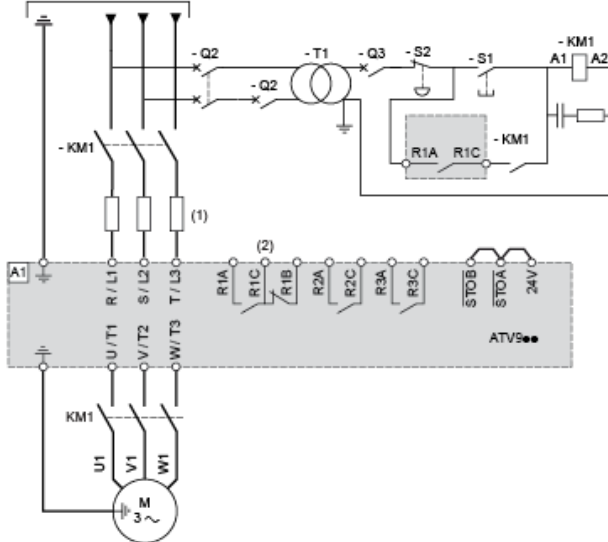 - Q2
- T1
- Q3
- S2
- S1
A1
- KM1
A2
- Q2
- KM1
R1A
R1C
- KM1
(1)
(2)
A1
R / L1
S / L2
T / L3
R1A
R1C
R1B
R2A
R2C
R3A
R3C
STOB
STOA
24V
U / T1
V / T2
W / T3
ATV9●●
KM1
U1
V1
W1
M
3 ~